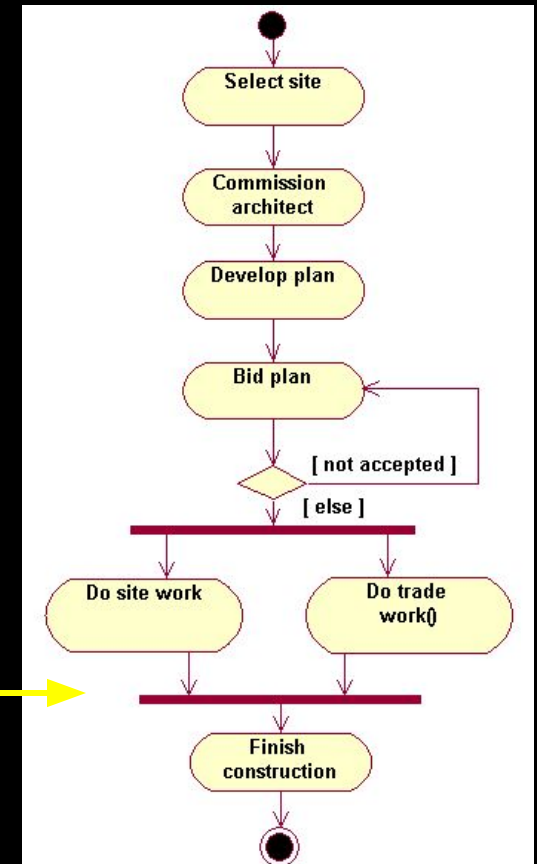 Select site
Commission
architect
Develop plan
Bid plan
[ not accepted ]
[ else ]
Do site work
Do trade
work()
Finish
construction